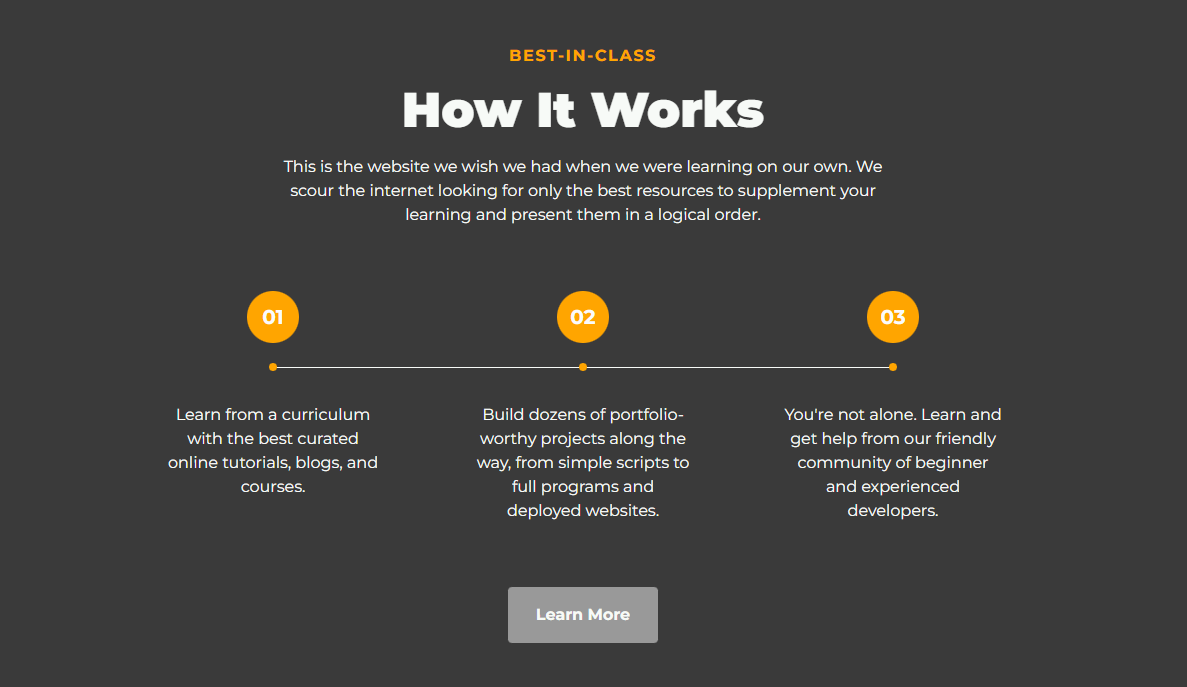 BEST-IN-CLASS
How It Works
This is the website we wish we had when we were learning on our own. We
scour the internet looking for only the best resources to supplement your
learning and present them in a logical order.
01
02
03
Learn from a curriculum
with the best curated
online tutorials, blogs, and
courses.
Build dozens of portfolio-
worthy projects along the
way, from simple scripts to
full programs and
deployed websites.
You're not alone. Learn and
get help from our friendly
community of beginner
and experienced
developers.
Learn More